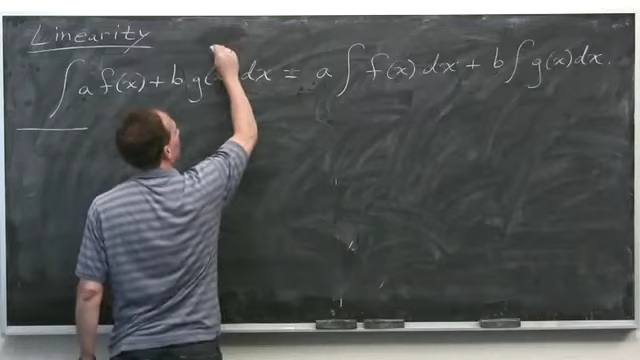 Linearity
∫ a f(x) + b g(x) dx = a ∫ f(x) dx + b ∫ g(x) dx.